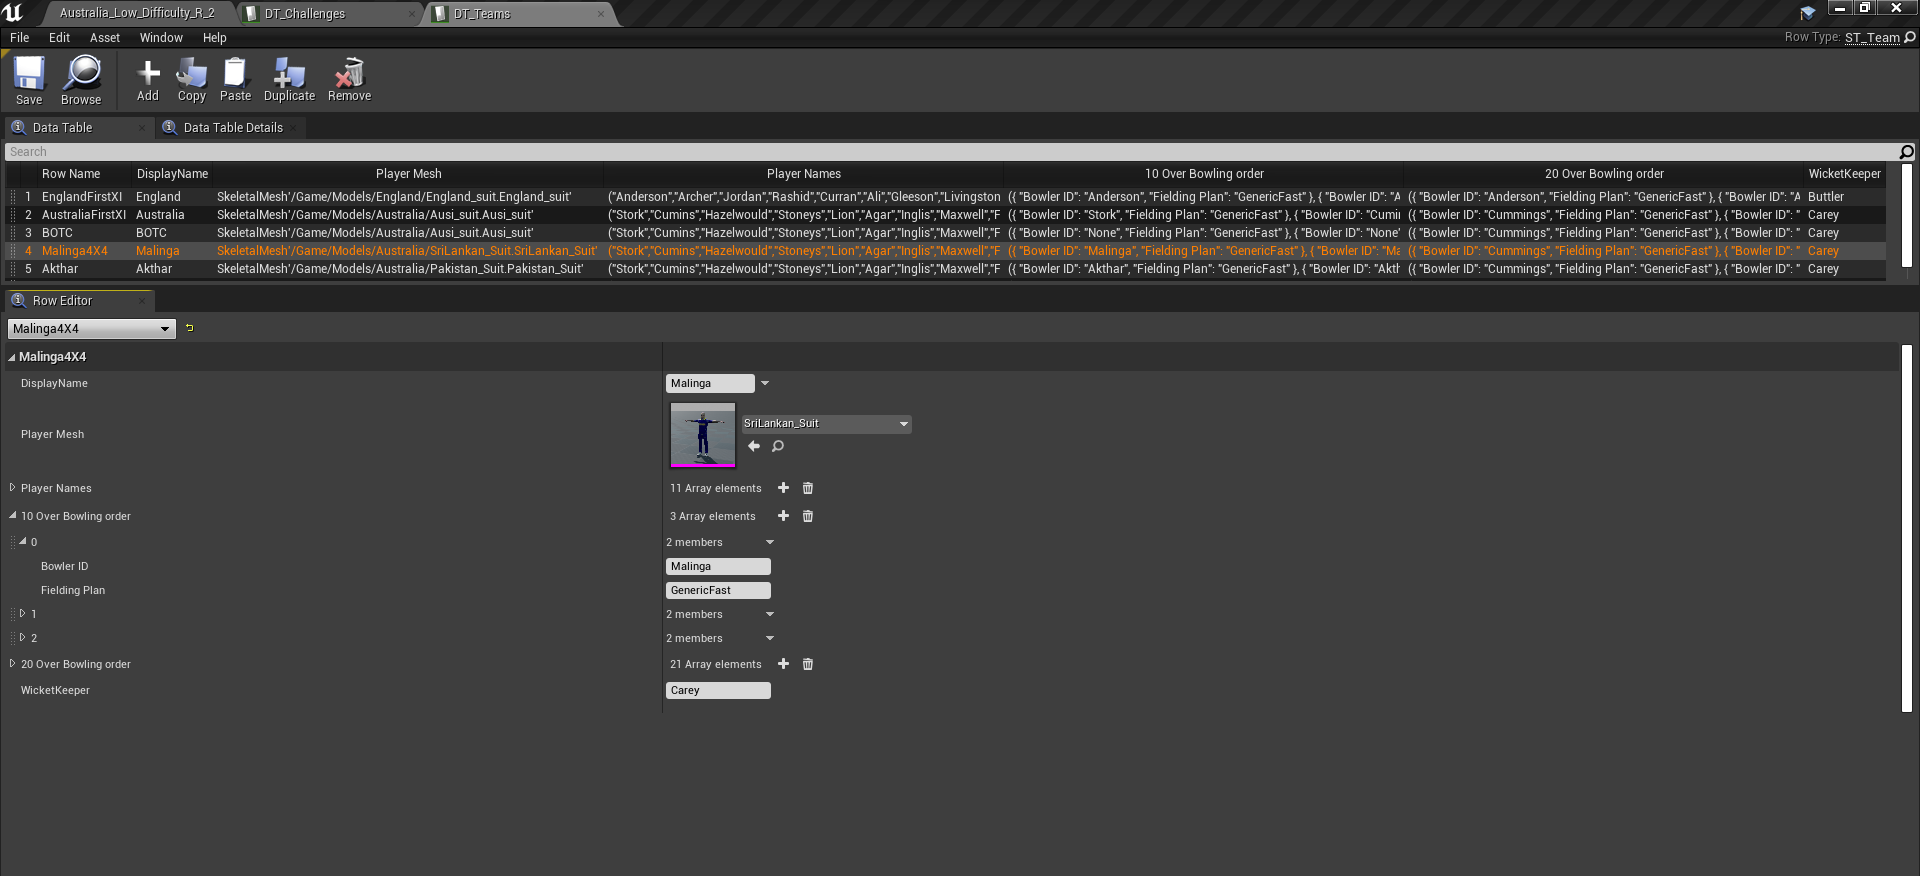 Australia_Low_Difficulty_R_2 DT_Challenges DT_Teams
File Edit Asset Window Help Row Type: ST_Team
Save Browse Add Copy Paste Duplicate Remove
Data Table Data Table Details
Search
Row Name DisplayName Player Mesh Player Names 10 Over Bowling order 20 Over Bowling order WicketKeeper
1 EnglandFirstXI England SkeletalMesh'/Game/Models/England/England_suit.England_suit' ("Anderson","Archer","Jordan","Rashid","Curran","Ali","Gleeson","Livingston ({ "Bowler ID": "Anderson", "Fielding Plan": "GenericFast" }, { "Bowler ID": "A ({ "Bowler ID": "Anderson", "Fielding Plan": "GenericFast" }, { "Bowler ID": "A Buttler
2 AustraliaFirstXI Australia SkeletalMesh'/Game/Models/Australia/Ausi_suit.Ausi_suit' ("Stork","Cumins","Hazelwould","Stoneys","Lion","Agar","Inglis","Maxwell","F ({ "Bowler ID": "Stork", "Fielding Plan": "GenericFast" }, { "Bowler ID": "Cumi ({ "Bowler ID": "Cummings", "Fielding Plan": "GenericFast" }, { "Bowler ID": " Carey
3 BOTC BOTC SkeletalMesh'/Game/Models/Australia/Ausi_suit.Ausi_suit' ("Stork","Cumins","Hazelwould","Stoneys","Lion","Agar","Inglis","Maxwell","F ({ "Bowler ID": "None", "Fielding Plan": "GenericFast" }, { "Bowler ID": "None" ({ "Bowler ID": "Cummings", "Fielding Plan": "GenericFast" }, { "Bowler ID": " Carey
4 Malinga4X4 Malinga SkeletalMesh'/Game/Models/Australia/SriLankan_Suit.SriLankan_Suit' ("Stork","Cumins","Hazelwould","Stoneys","Lion","Agar","Inglis","Maxwell","F ({ "Bowler ID": "Malinga", "Fielding Plan": "GenericFast" }, { "Bowler ID": "Ma ({ "Bowler ID": "Cummings", "Fielding Plan": "GenericFast" }, { "Bowler ID": " Carey
5 Akthar Akthar SkeletalMesh'/Game/Models/Australia/Pakistan_Suit.Pakistan_Suit' ("Stork","Cumins","Hazelwould","Stoneys","Lion","Agar","Inglis","Maxwell","F ({ "Bowler ID": "Akthar", "Fielding Plan": "GenericFast" }, { "Bowler ID": "Akth ({ "Bowler ID": "Cummings", "Fielding Plan": "GenericFast" }, { "Bowler ID": " Carey
Row Editor
Malinga4X4
Malinga4X4
DisplayName Malinga
Player Mesh SriLankan_Suit
Player Names 11 Array elements
10 Over Bowling order 3 Array elements
0 2 members
Bowler ID Malinga
Fielding Plan GenericFast
1 2 members
2 2 members
20 Over Bowling order 21 Array elements
WicketKeeper Carey